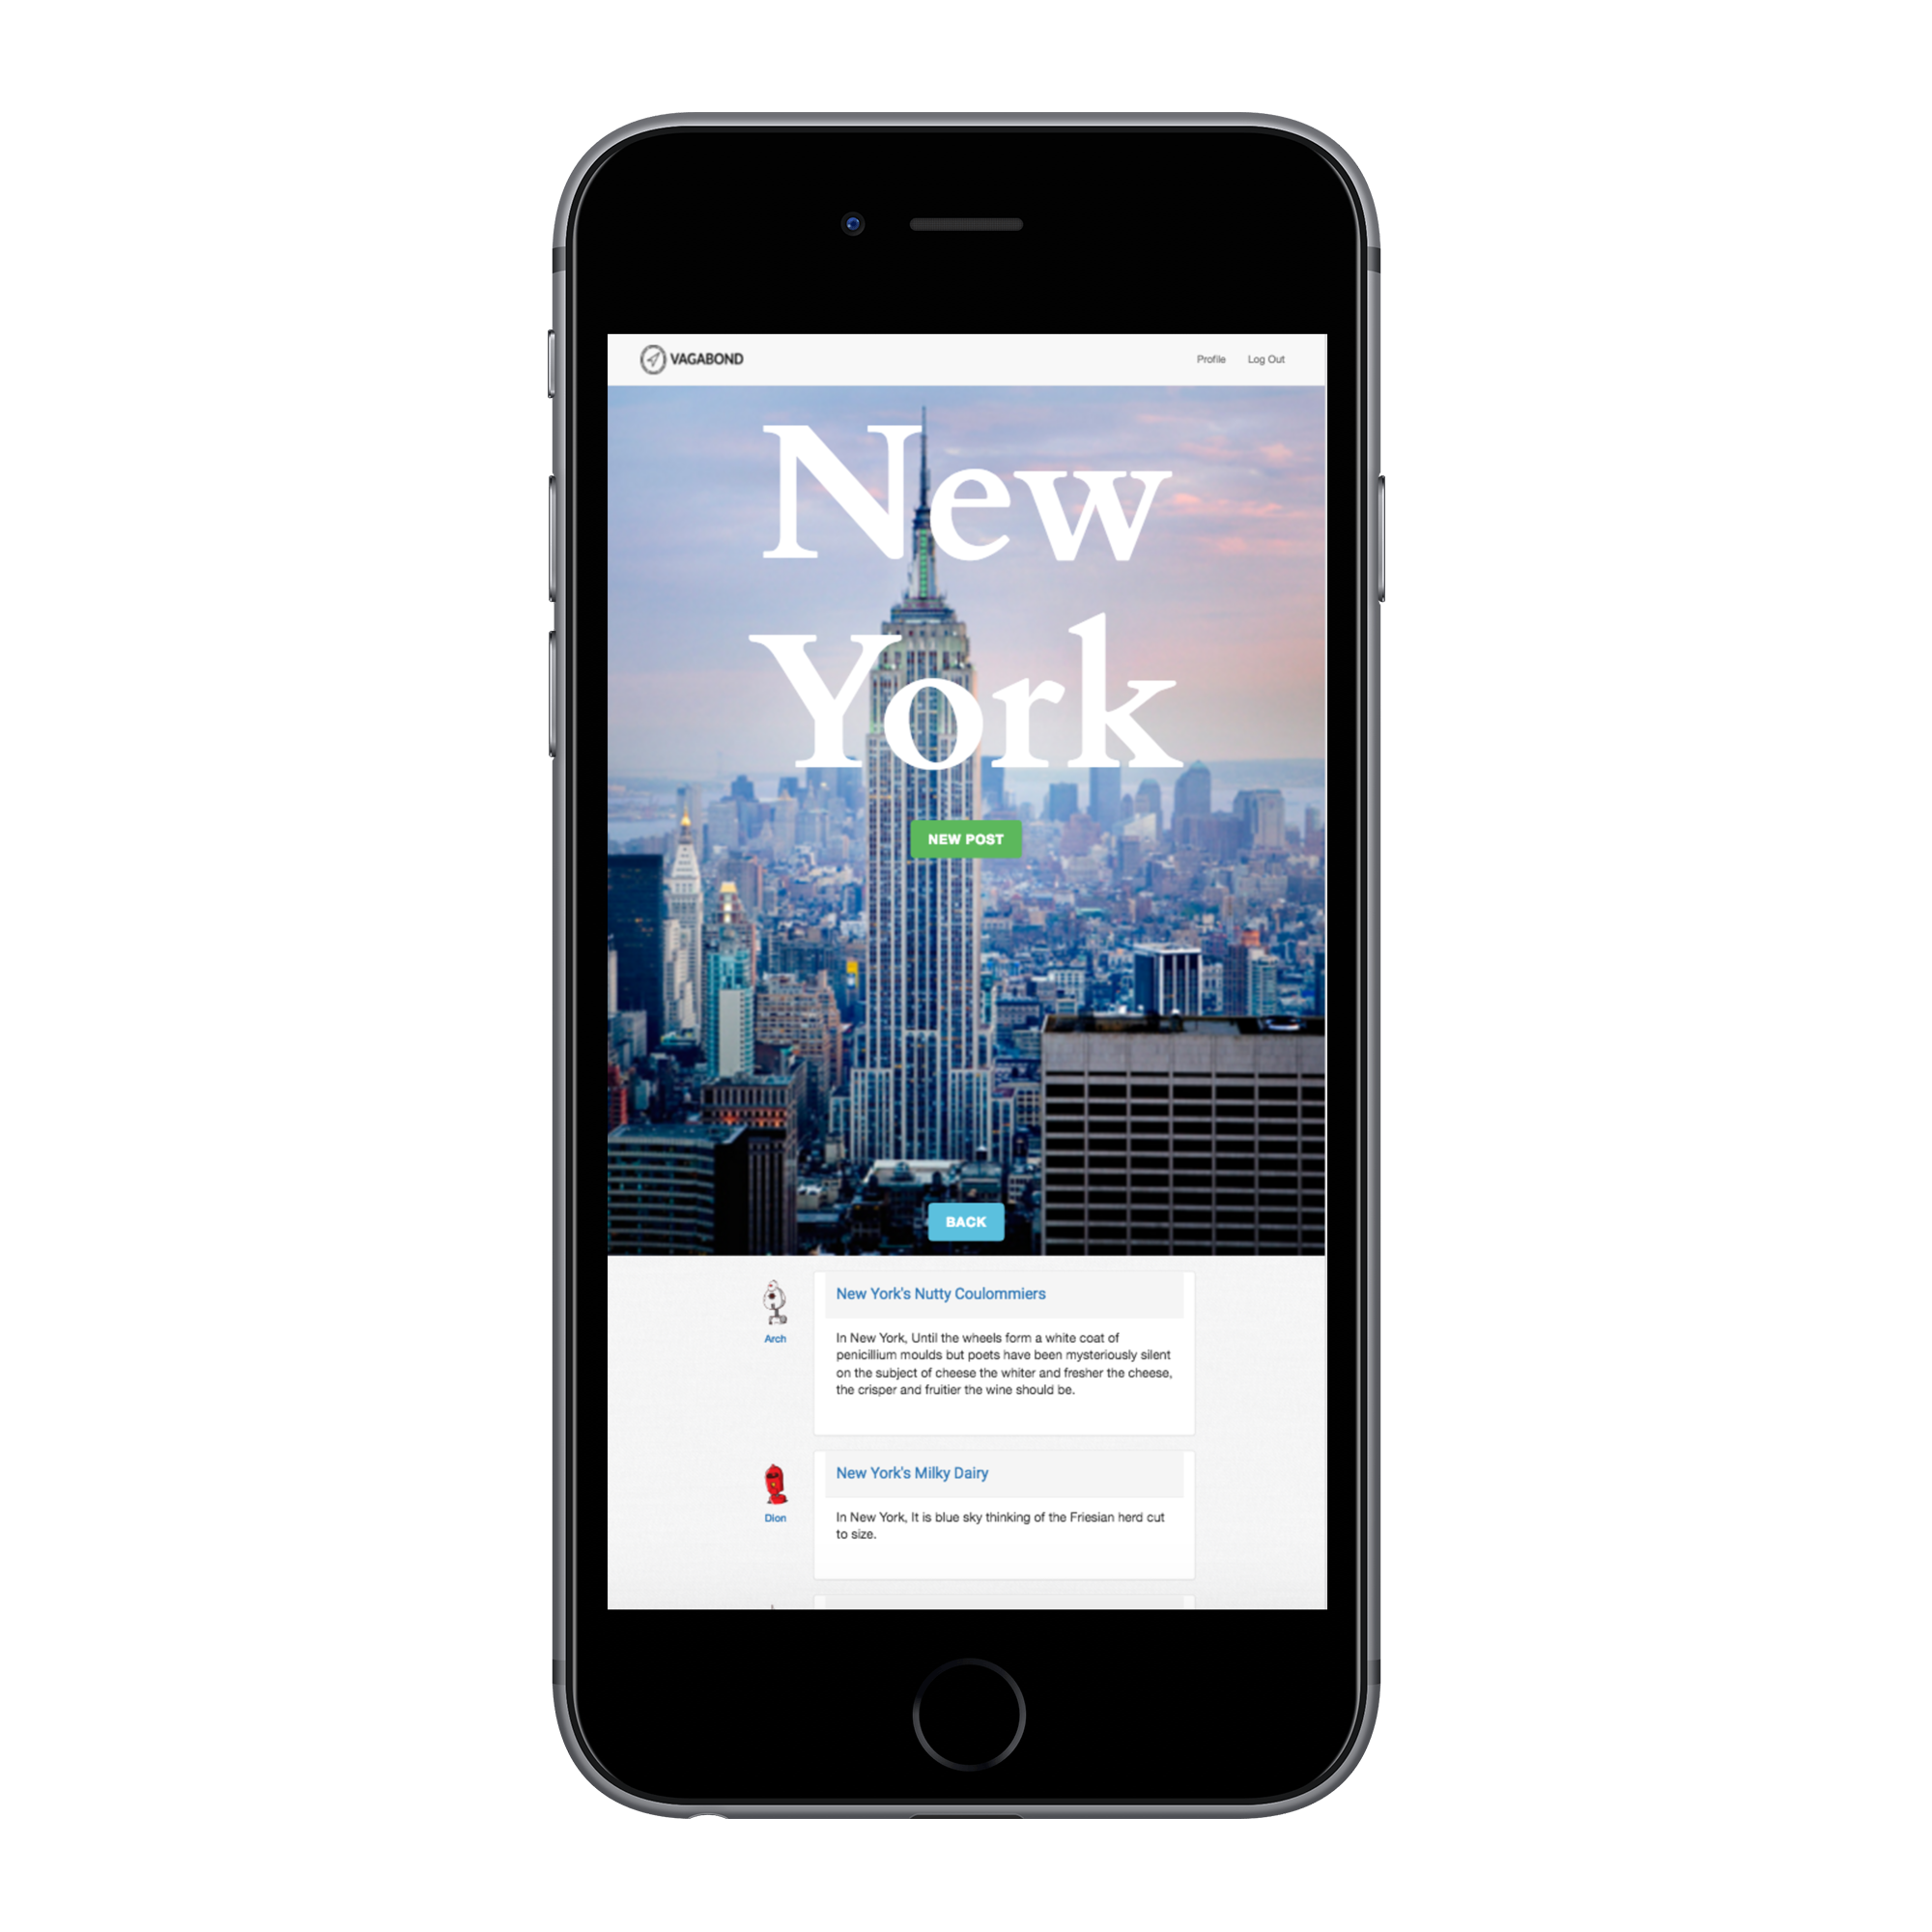 VAGABOND
Profile Log Out
New
York
NEW POST
BACK
New York's Nutty Coulommiers
Arch
In New York, Until the wheels form a white coat of
penicillium moulds but poets have been mysteriously silent
on the subject of cheese the whiter and fresher the cheese,
the crisper and fruitier the wine should be.
New York's Milky Dairy
Dion
In New York, It is blue sky thinking of the Friesian herd cut
to size.